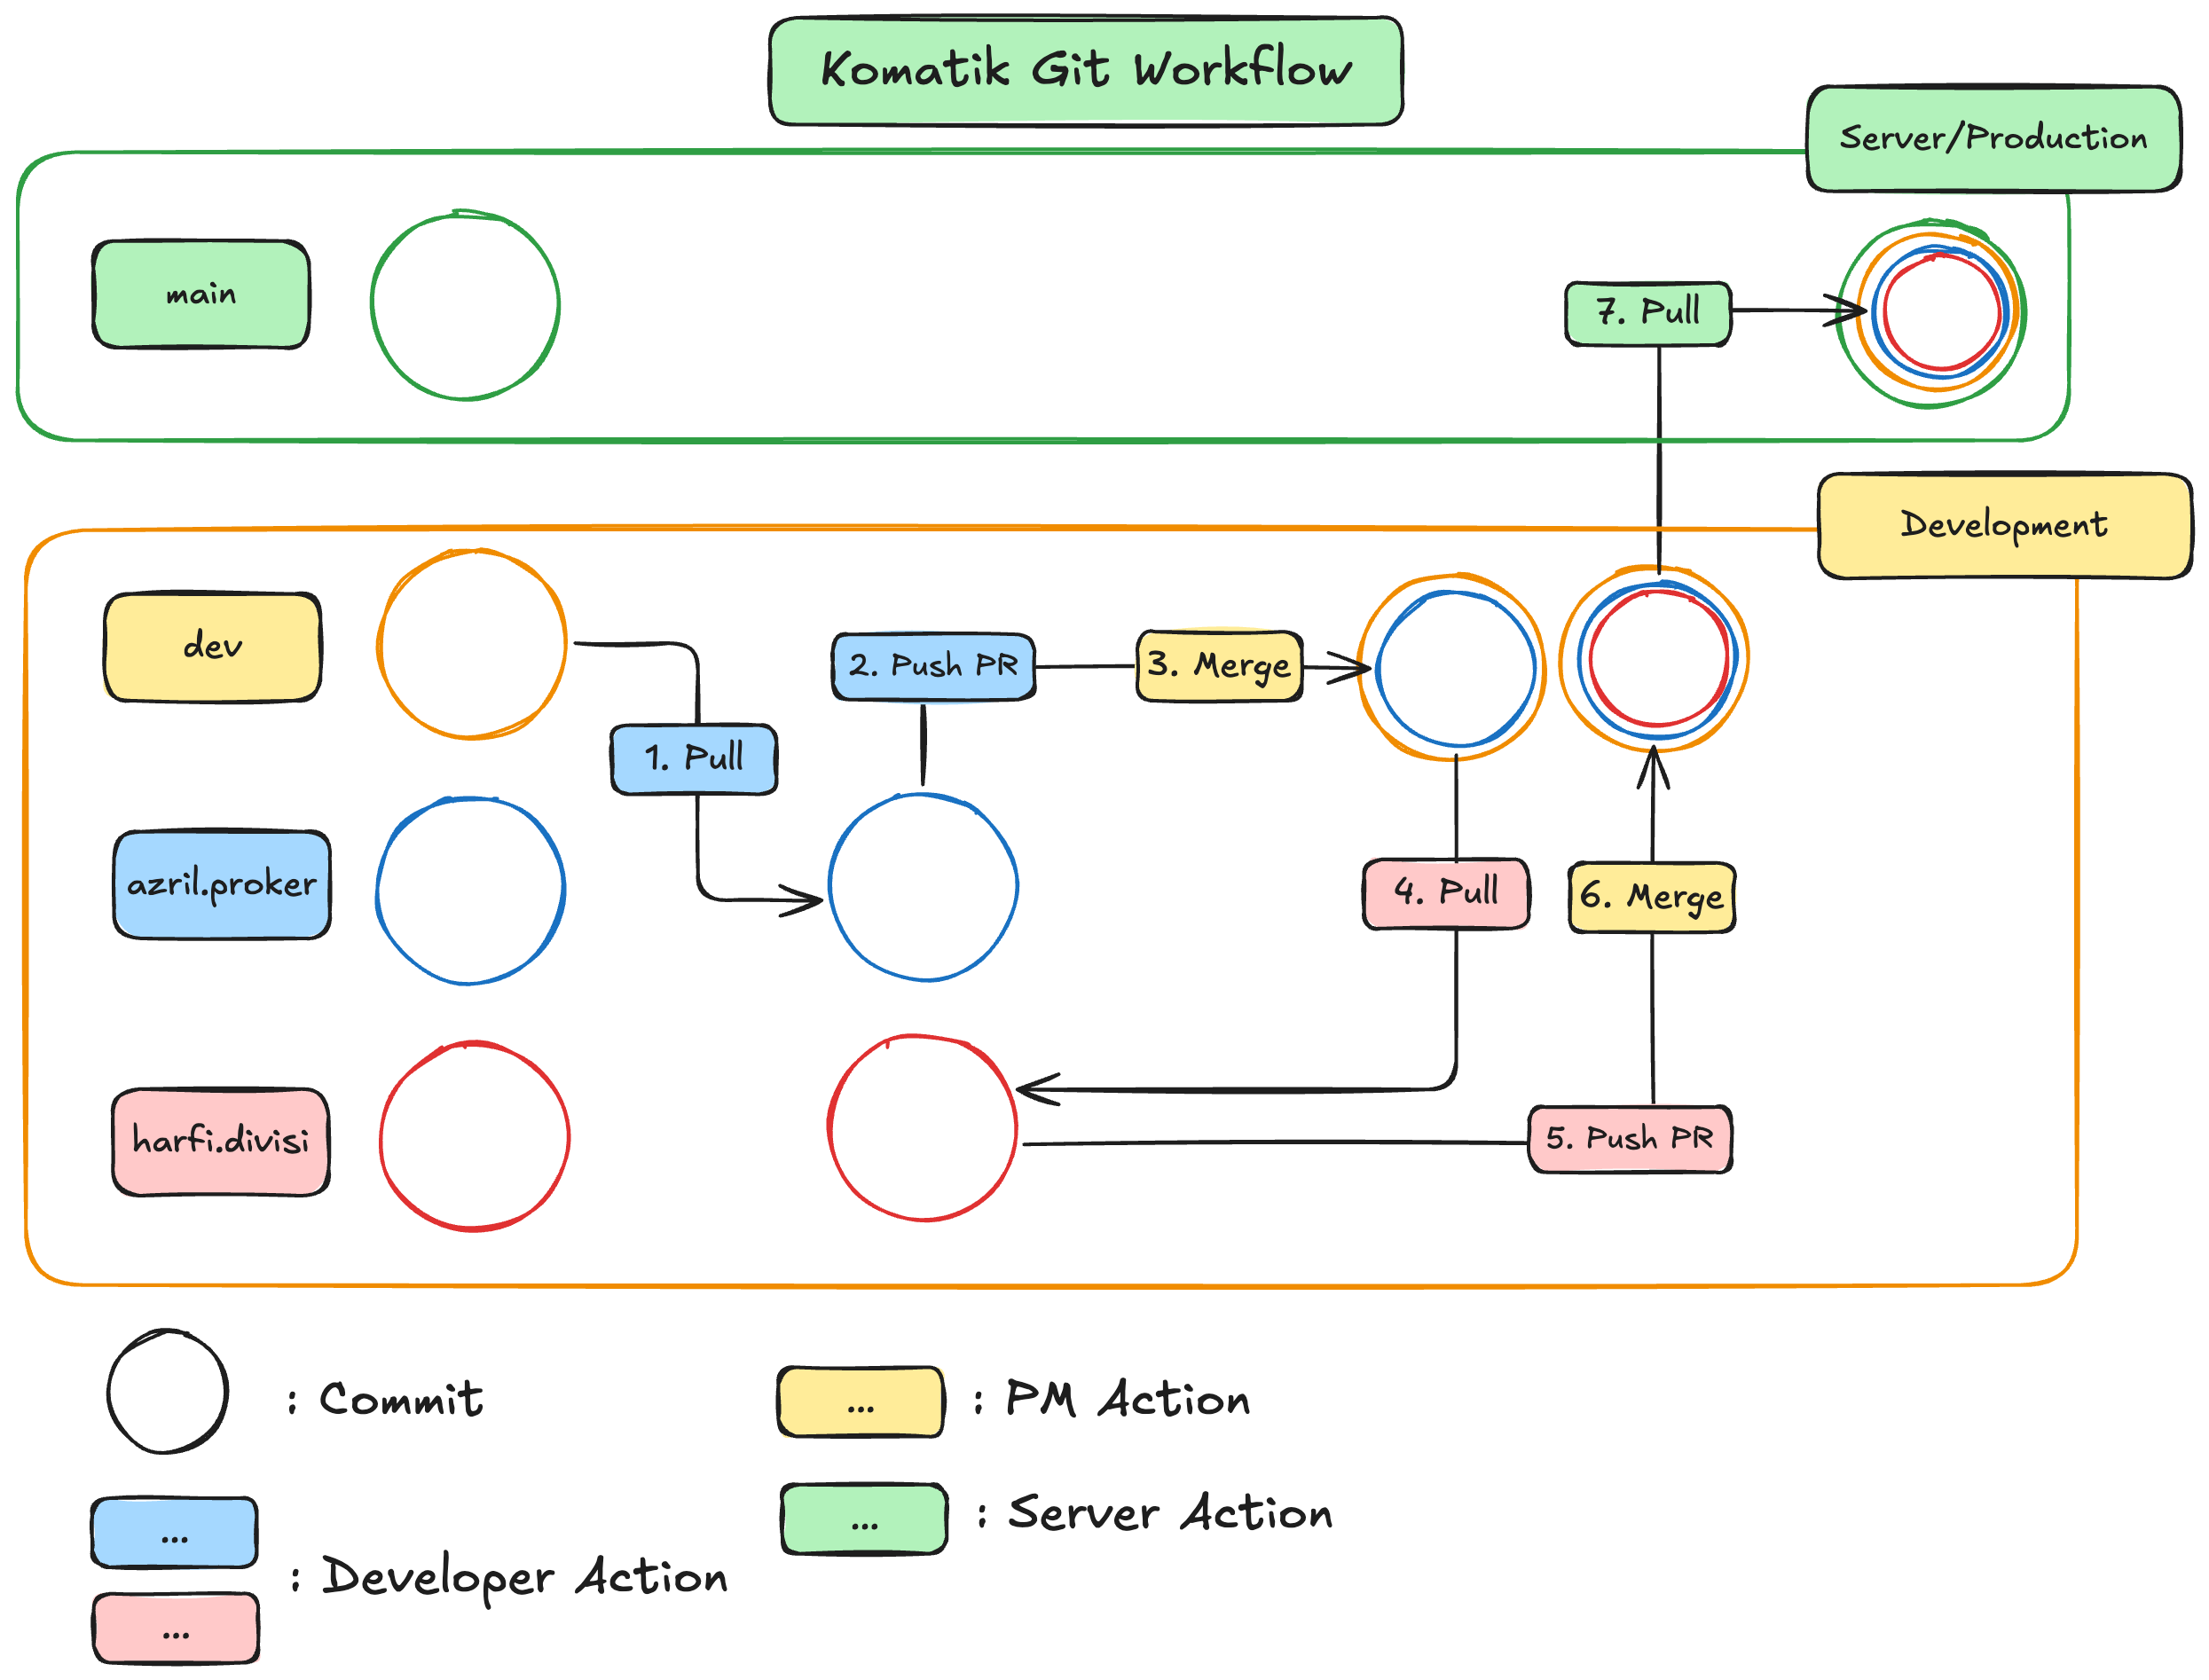 Komatik Git Workflow
Server/Production
main
7. Pull
Development
dev
2. Push PR
3. Merge
1. Pull
azril.proker
4. Pull
6. Merge
harfi.divisi
5. Push PR
: Commit
... : PM Action
... : Server Action
...
: Developer Action
...